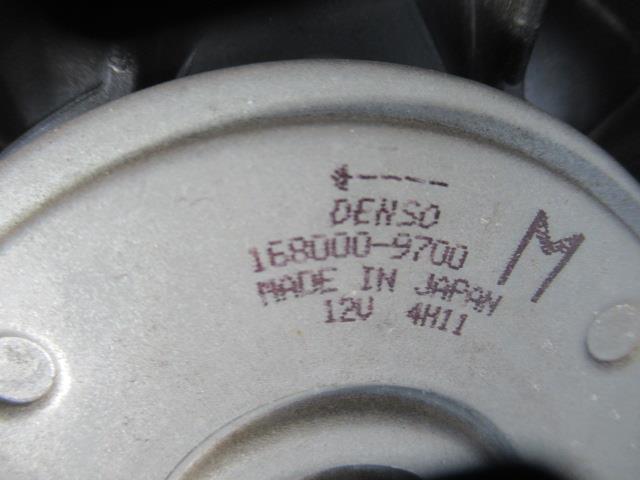 DENSO
168000-9700
MADE IN JAPAN
12V 4H11
M